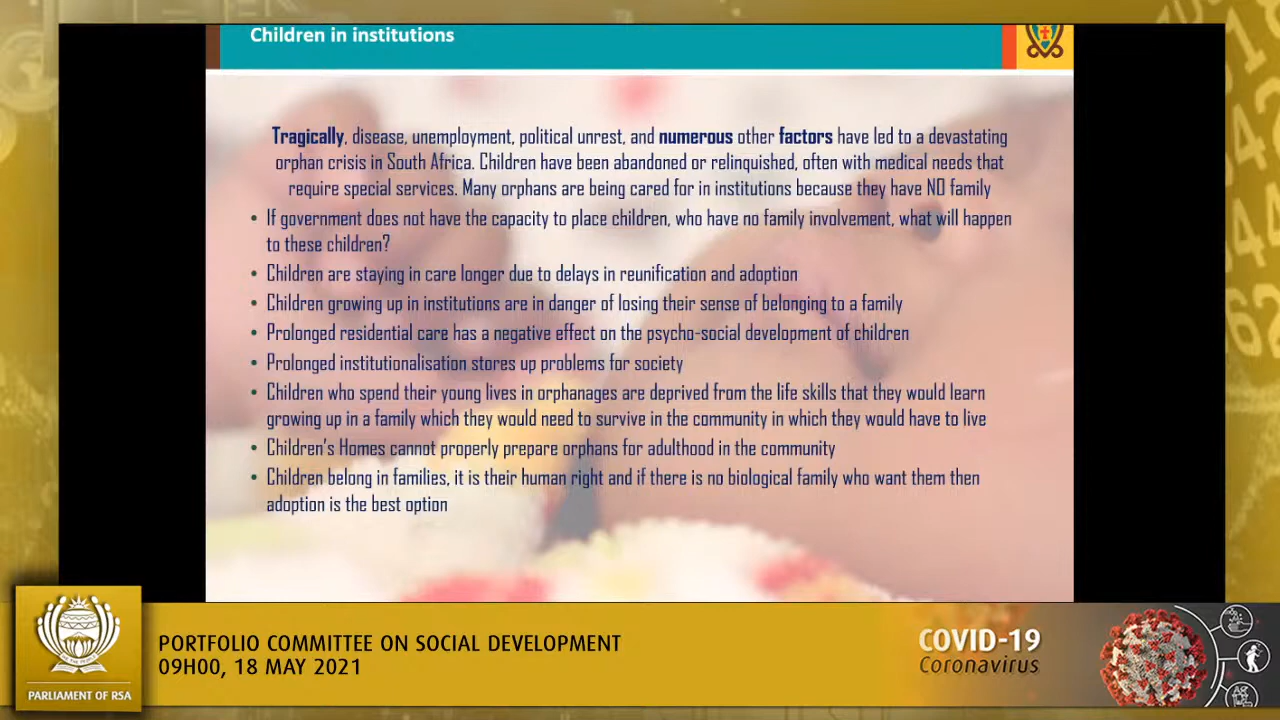 Children in institutions
Tragically, disease, unemployment, political unrest, and numerous other factors have led to a devastating
orphan crisis in South Africa. Children have been abandoned or relinquished, often with medical needs that
require special services. Many orphans are being cared for in institutions because they have NO family
• If government does not have the capacity to place children, who have no family involvement, what will happen
to these children?
• Children are staying in care longer due to delays in reunification and adoption
• Children growing up in institutions are in danger of losing their sense of belonging to a family
• Prolonged residential care has a negative effect on the psycho-social development of children
• Prolonged institutionalisation stores up problems for society
• Children who spend their young lives in orphanages are deprived from the life skills that they would learn
growing up in a family which they would need to survive in the community in which they would have to live
• Children's Homes cannot properly prepare orphans for adulthood in the community
• Children belong in families, it is their human right and if there is no biological family who want them then
adoption is the best option
PARLIAMENT OF RSA
PORTFOLIO COMMITTEE ON SOCIAL DEVELOPMENT
09H00, 18 MAY 2021
COVID-19
Coronavirus